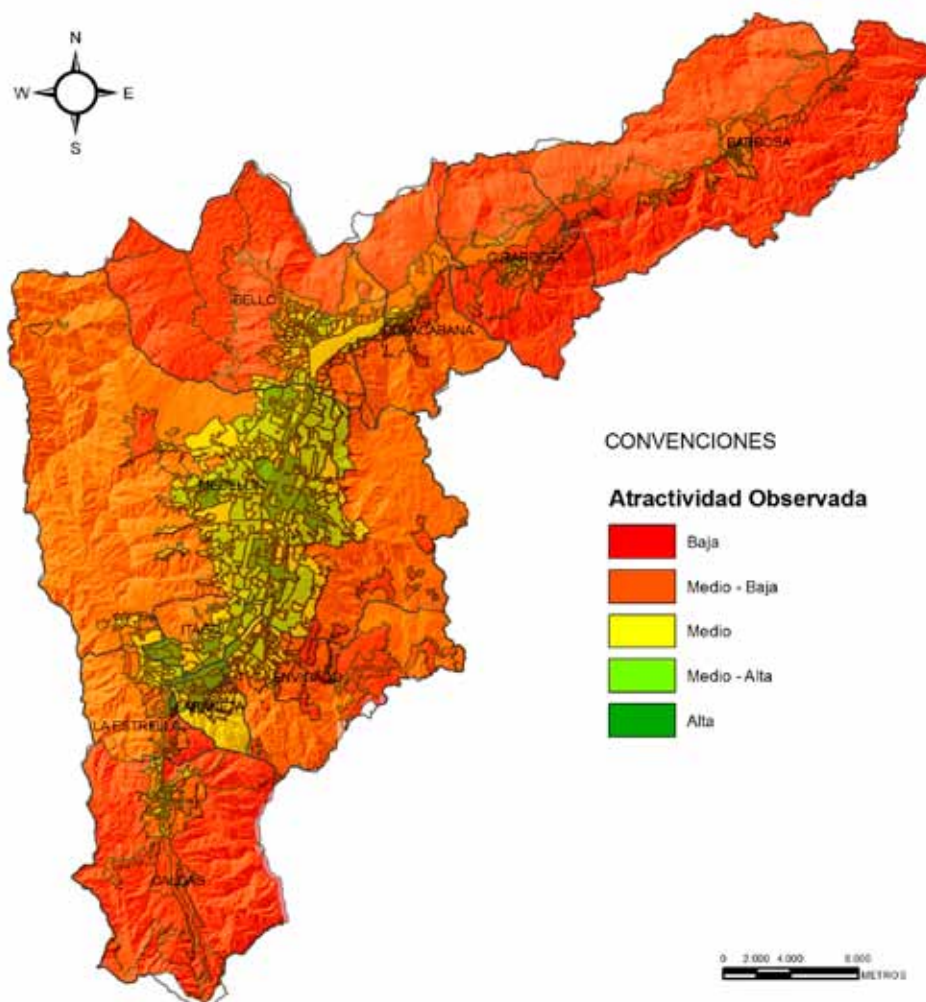 N
W E
S
BARBOSA
GIRARDOTA
BELLO
COPACABANA
MEDELLIN
ITAGUI
ENVIGADO
SABANETA
LA ESTRELLA
CALDAS
CONVENCIONES
Atractividad Observada
Baja
Medio - Baja
Medio
Medio - Alta
Alta
0 2.000 4.000 8.000
METROS